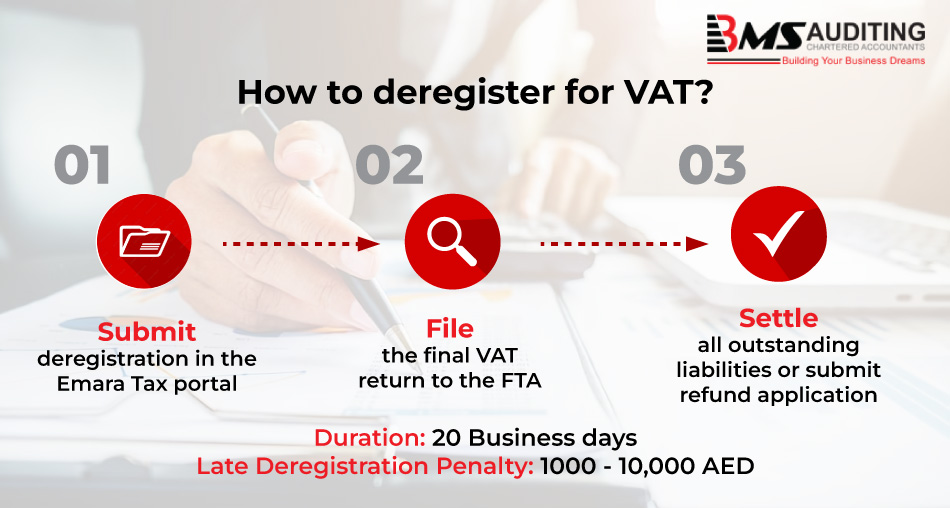 BMS AUDITING
CHARTERED ACCOUNTANTS
Building Your Business Dreams
How to deregister for VAT?
01
02
03
Submit
deregistration in the
Emara Tax portal
File
the final VAT
return to the FTA
Settle
all outstanding
liabilities or submit
refund application
Duration: 20 Business days
Late Deregistration Penalty: 1000 - 10,000 AED